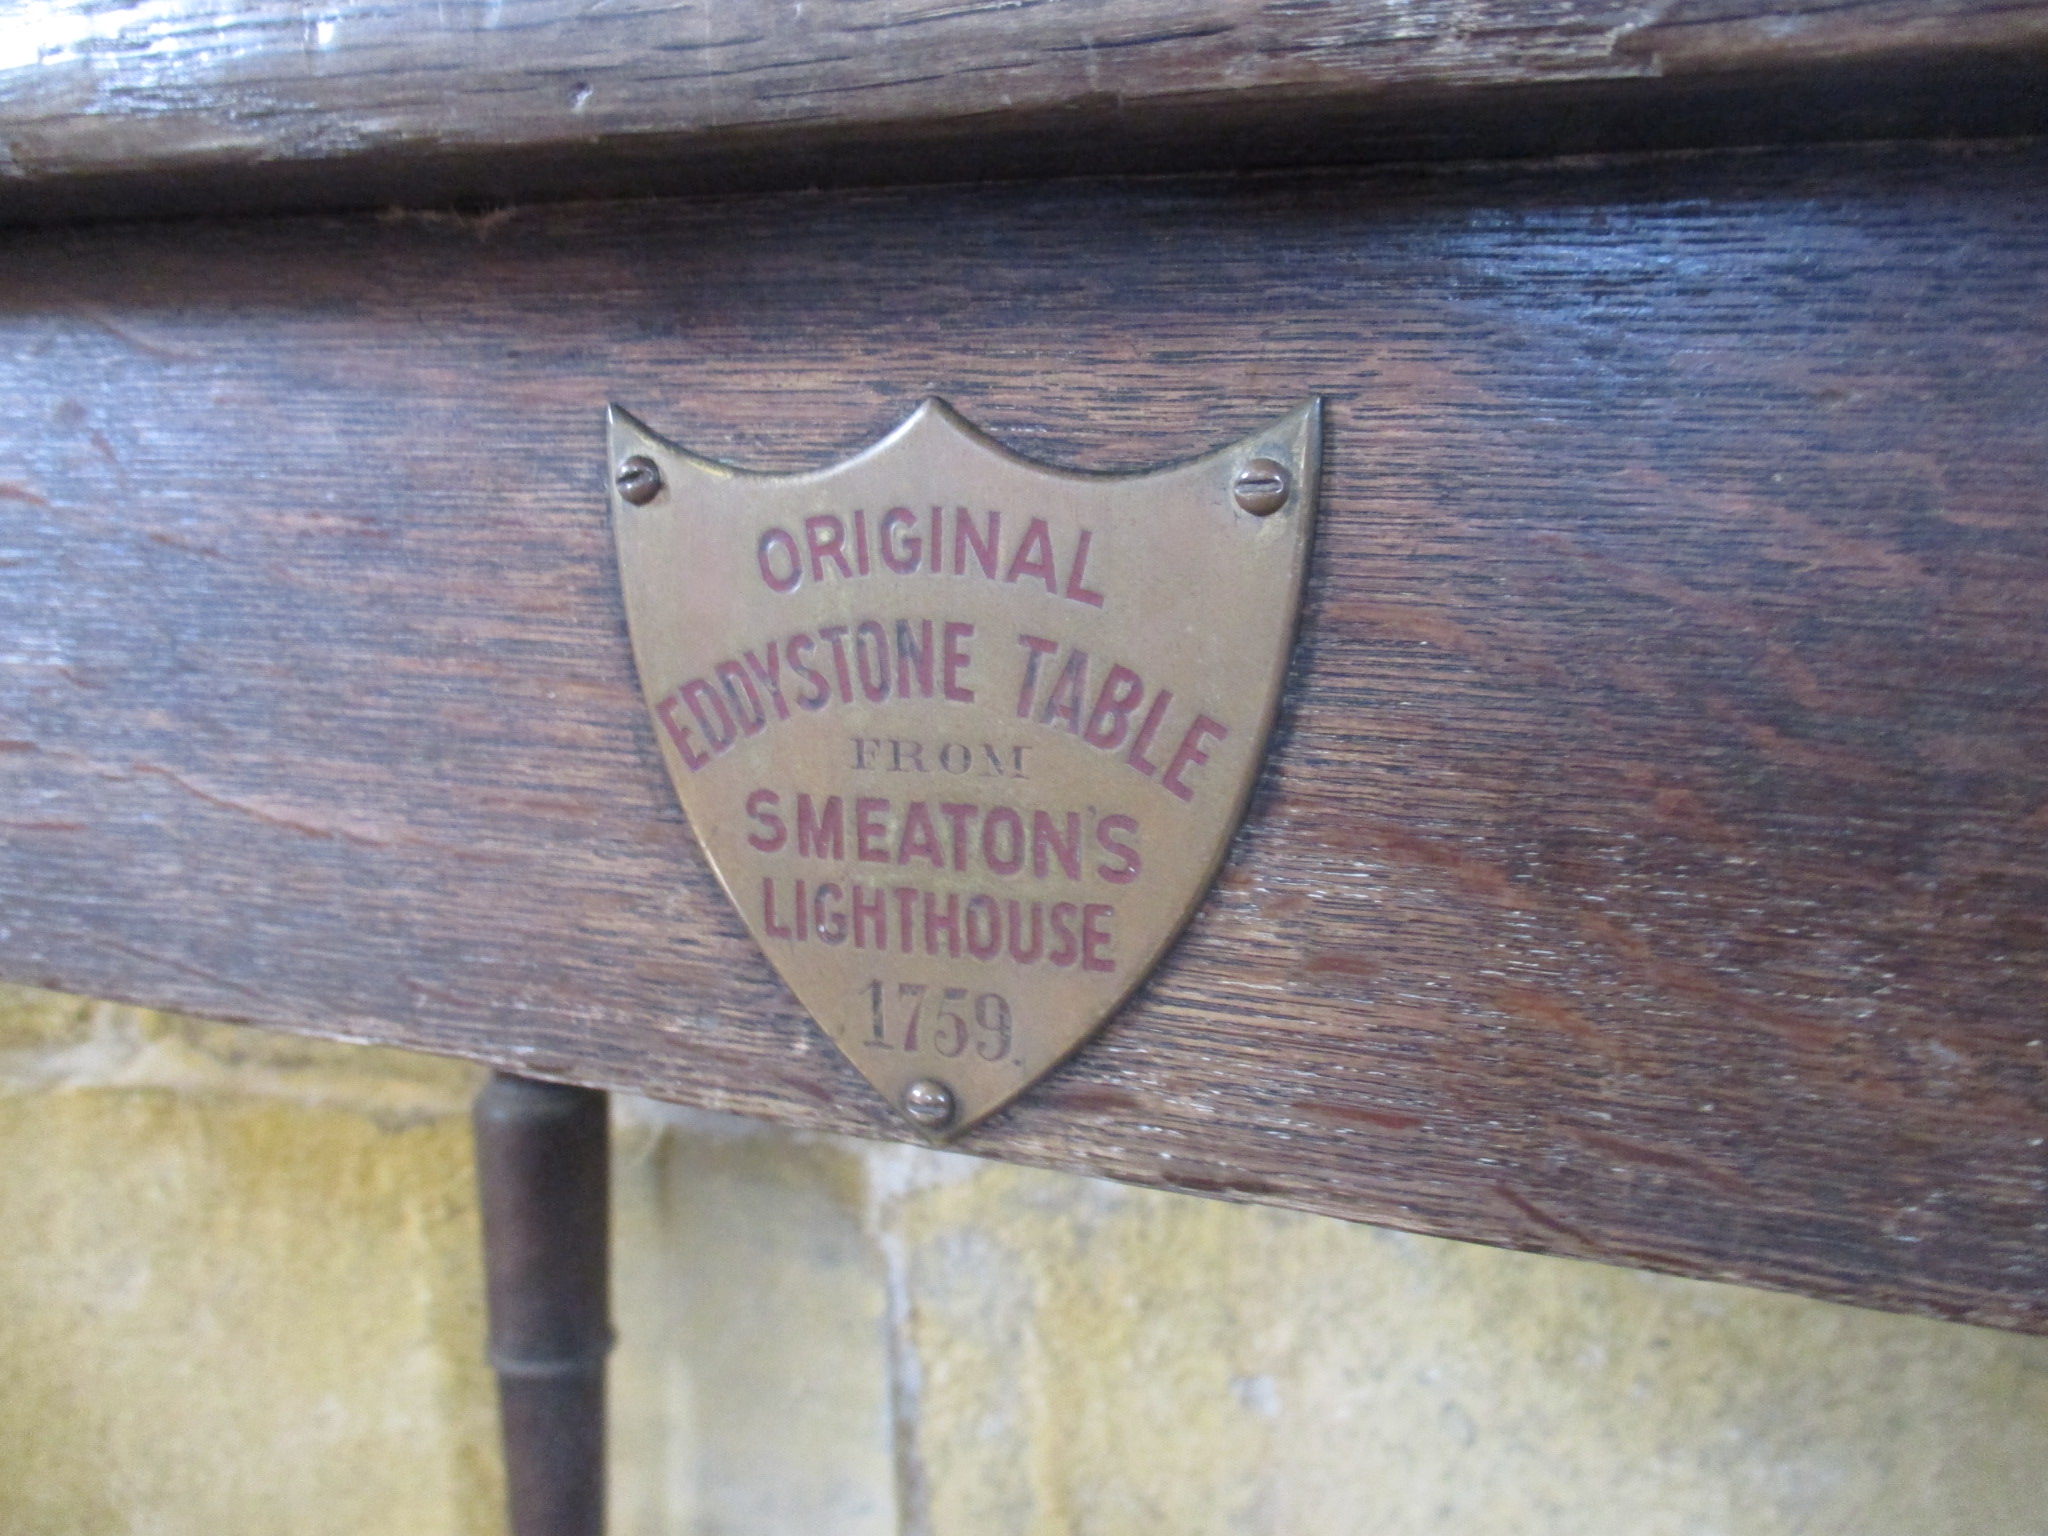 ORIGINAL
EDDYSTONE TABLE
FROM
SMEATON'S
LIGHTHOUSE
1759.